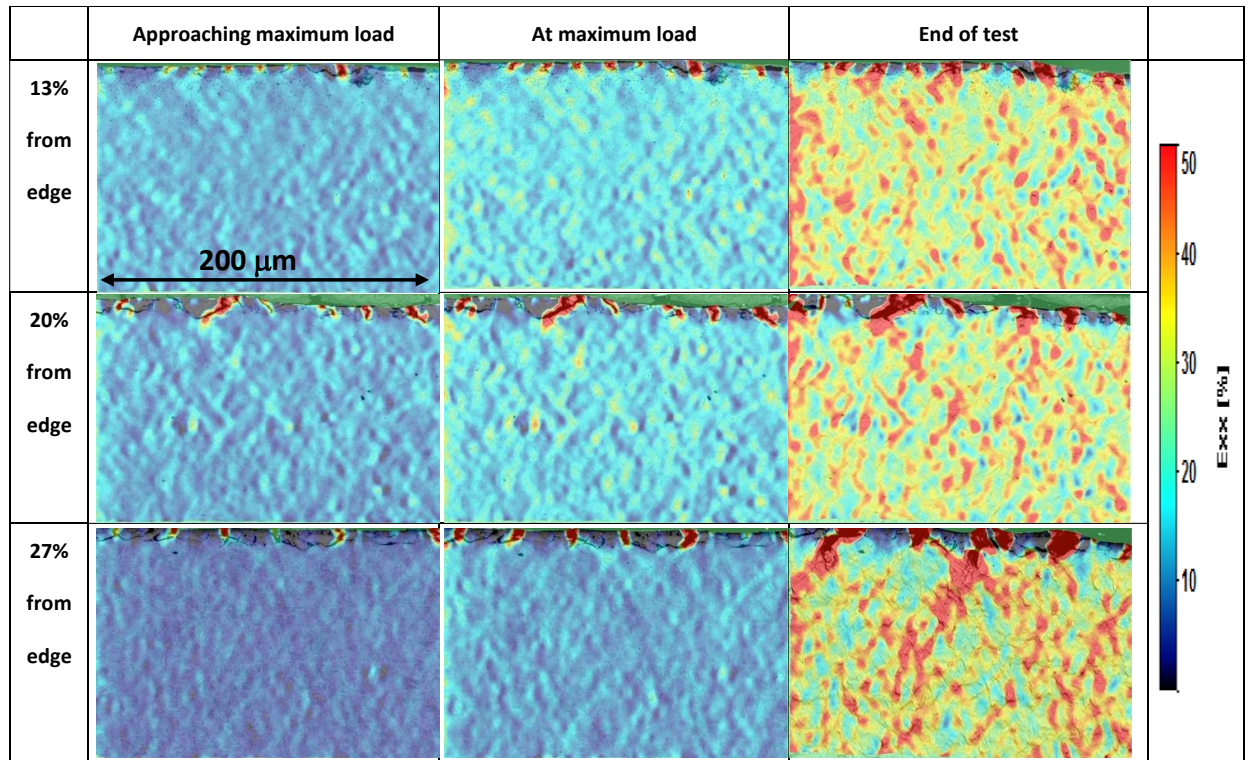 Approaching maximum load
At maximum load
End of test
13%
from
edge
200 μm
20%
from
edge
27%
from
edge
50
40
30
20
10
Exx [%]